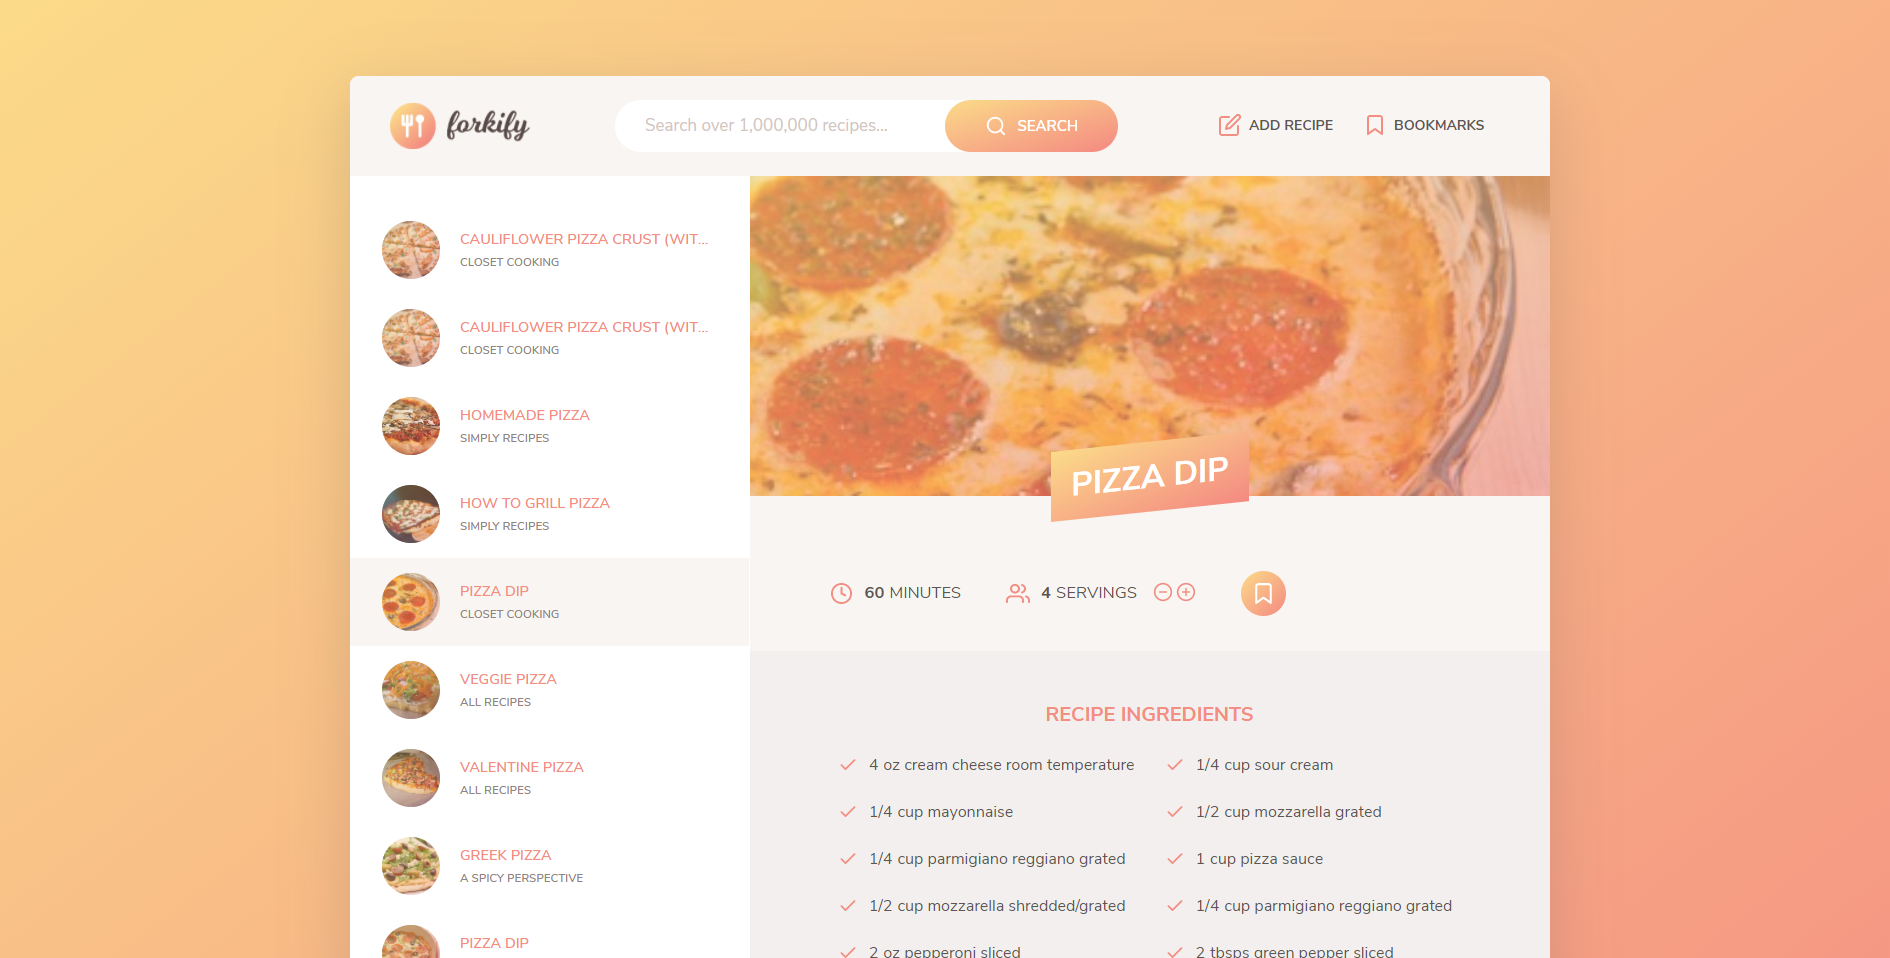 forkify
Search over 1,000,000 recipes...
SEARCH
ADD RECIPE
BOOKMARKS
CAULIFLOWER PIZZA CRUST (WIT...
CLOSET COOKING
CAULIFLOWER PIZZA CRUST (WIT...
CLOSET COOKING
HOMEMADE PIZZA
SIMPLY RECIPES
HOW TO GRILL PIZZA
SIMPLY RECIPES
PIZZA DIP
CLOSET COOKING
VEGGIE PIZZA
ALL RECIPES
VALENTINE PIZZA
ALL RECIPES
GREEK PIZZA
A SPICY PERSPECTIVE
PIZZA DIP
PIZZA DIP
60 MINUTES
4 SERVINGS
RECIPE INGREDIENTS
4 oz cream cheese room temperature
1/4 cup sour cream
1/4 cup mayonnaise
1/2 cup mozzarella grated
1/4 cup parmigiano reggiano grated
1 cup pizza sauce
1/2 cup mozzarella shredded/grated
1/4 cup parmigiano reggiano grated
2 oz pepperoni sliced
2 tbsps green pepper sliced